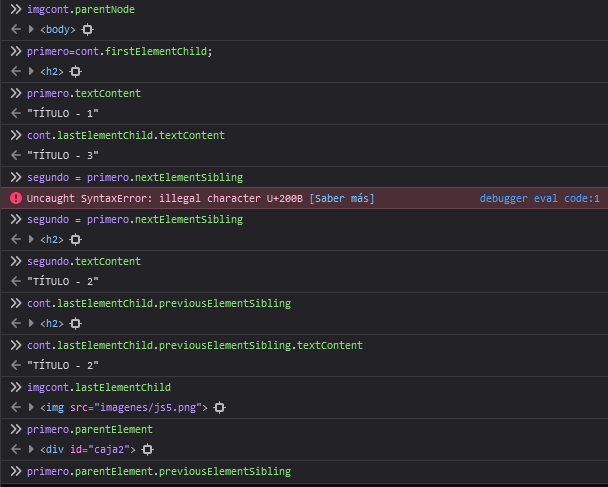 imgcont.parentNode
<body>
primero=cont.firstElementChild;
<h2>
primero.textContent
"TÍTULO - 1"
cont.lastElementChild.textContent
"TÍTULO - 3"
segundo = primero.nextElementSibling
Uncaught SyntaxError: illegal character U+200B [Saber más] debugger eval code:1
segundo = primero.nextElementSibling
<h2>
segundo.textContent
"TÍTULO - 2"
cont.lastElementChild.previousElementSibling
<h2>
cont.lastElementChild.previousElementSibling.textContent
"TÍTULO - 2"
imgcont.lastElementChild
<img src="imagenes/js5.png">
primero.parentElement
<div id="caja2">
primero.parentElement.previousElementSibling